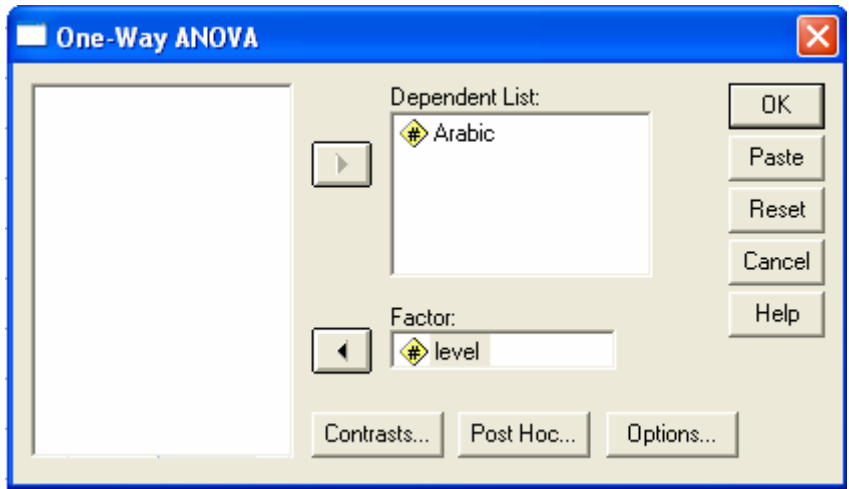 One-Way ANOVA
Dependent List:
# Arabic
OK
Paste
Reset
Cancel
Help
Factor:
# level
Contrasts...
Post Hoc...
Options...